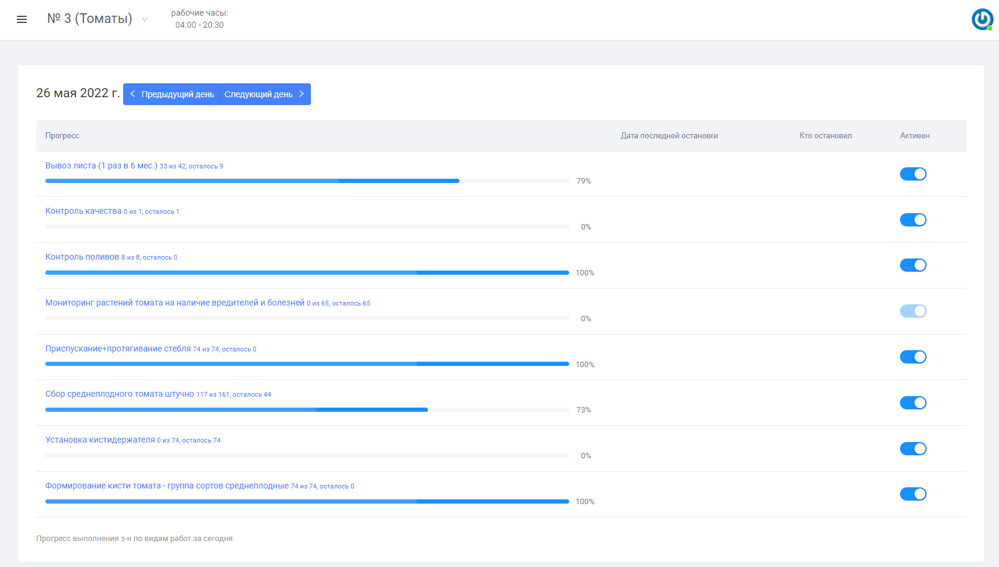 № 3 (Томаты)
рабочие часы:
04:00 - 20:30
26 мая 2022 г.
Предыдущий день
Следующий день
Прогресс
Дата последней остановки
Кто остановил
Активен
Вывоз листа (1 раз в 6 мес.) 33 из 42, осталось 9
79%
Контроль качества 0 из 1, осталось 1
0%
Контроль поливов 8 из 8, осталось 0
100%
Мониторинг растений томата на наличие вредителей и болезней 0 из 65, осталось 65
0%
Приспускание+протягивание стебля 74 из 74, осталось 0
100%
Сбор среднеплодного томата штучно 117 из 161, осталось 44
73%
Установка кистидержателя 0 из 74, осталось 74
0%
Формирование кисти томата - группа сортов среднеплодные 74 из 74, осталось 0
100%
Прогресс выполнения з-н по видам работ за сегодня